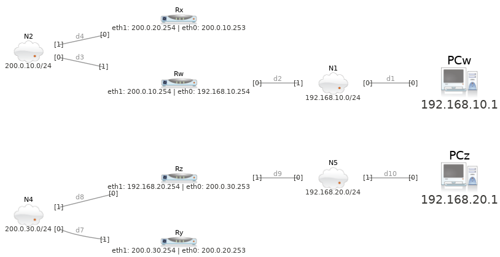 Rx
N2
d4
[0]
[1]
eth1: 200.0.20.254 | eth0: 200.0.10.253
[0]
d3
[1]
200.0.10.0/24
Rw
N1
PCw
[0]
d2
[1]
[0]
d1
[0]
eth1: 200.0.10.254 | eth0: 192.168.10.254
192.168.10.0/24
192.168.10.1
Rz
N5
PCz
[1]
d9
[0]
[1]
d10
[0]
eth1: 192.168.20.254 | eth0: 200.0.30.253
192.168.20.0/24
192.168.20.1
N4
d8
[0]
[1]
200.0.30.0/24
[0]
d7
[1]
Ry
eth1: 200.0.30.254 | eth0: 200.0.20.253